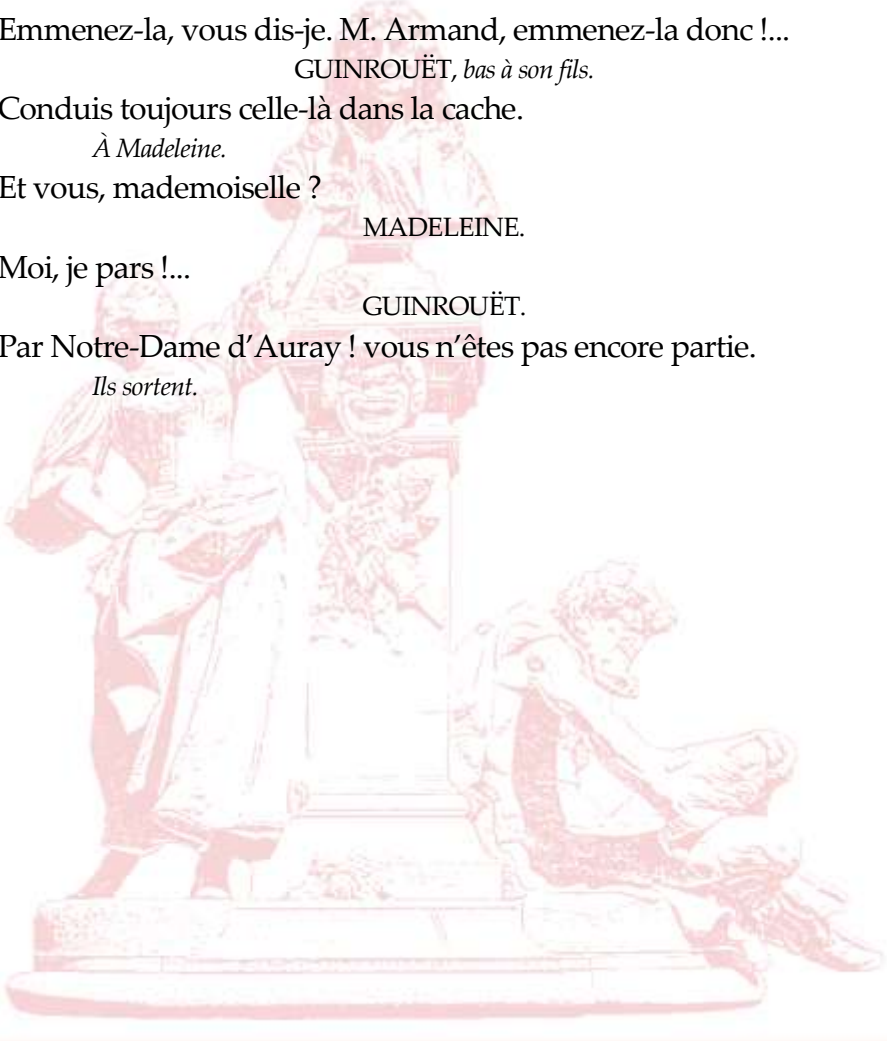 Emmenez-la, vous dis-je. M. Armand, emmenez-la donc !...
GUINROUËT, bas à son fils.
Conduis toujours celle-là dans la cache.
À Madeleine.
Et vous, mademoiselle ?
MADELEINE.
Moi, je pars !...
GUINROUËT.
Par Notre-Dame d’Auray ! vous n’êtes pas encore partie.
Ils sortent.